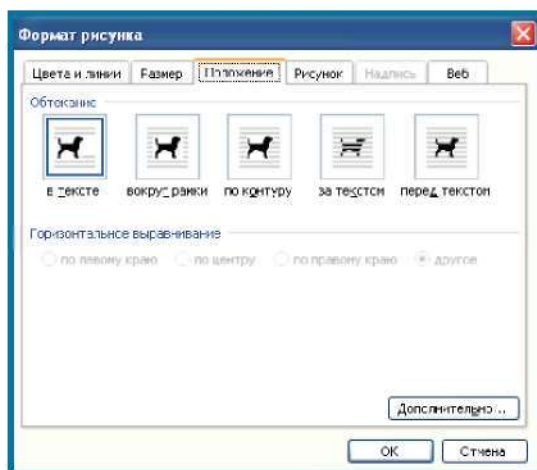 Формат рисунка
Цвета и линии Размер Положение Рисунок Надпись Веб
Обтекание
в тексте вокруг рамки по контуру за текстом перед текстом
Горизонтальное выравнивание
по левому краю по центру по правому краю другое
Дополнительно...
ОК Отмена